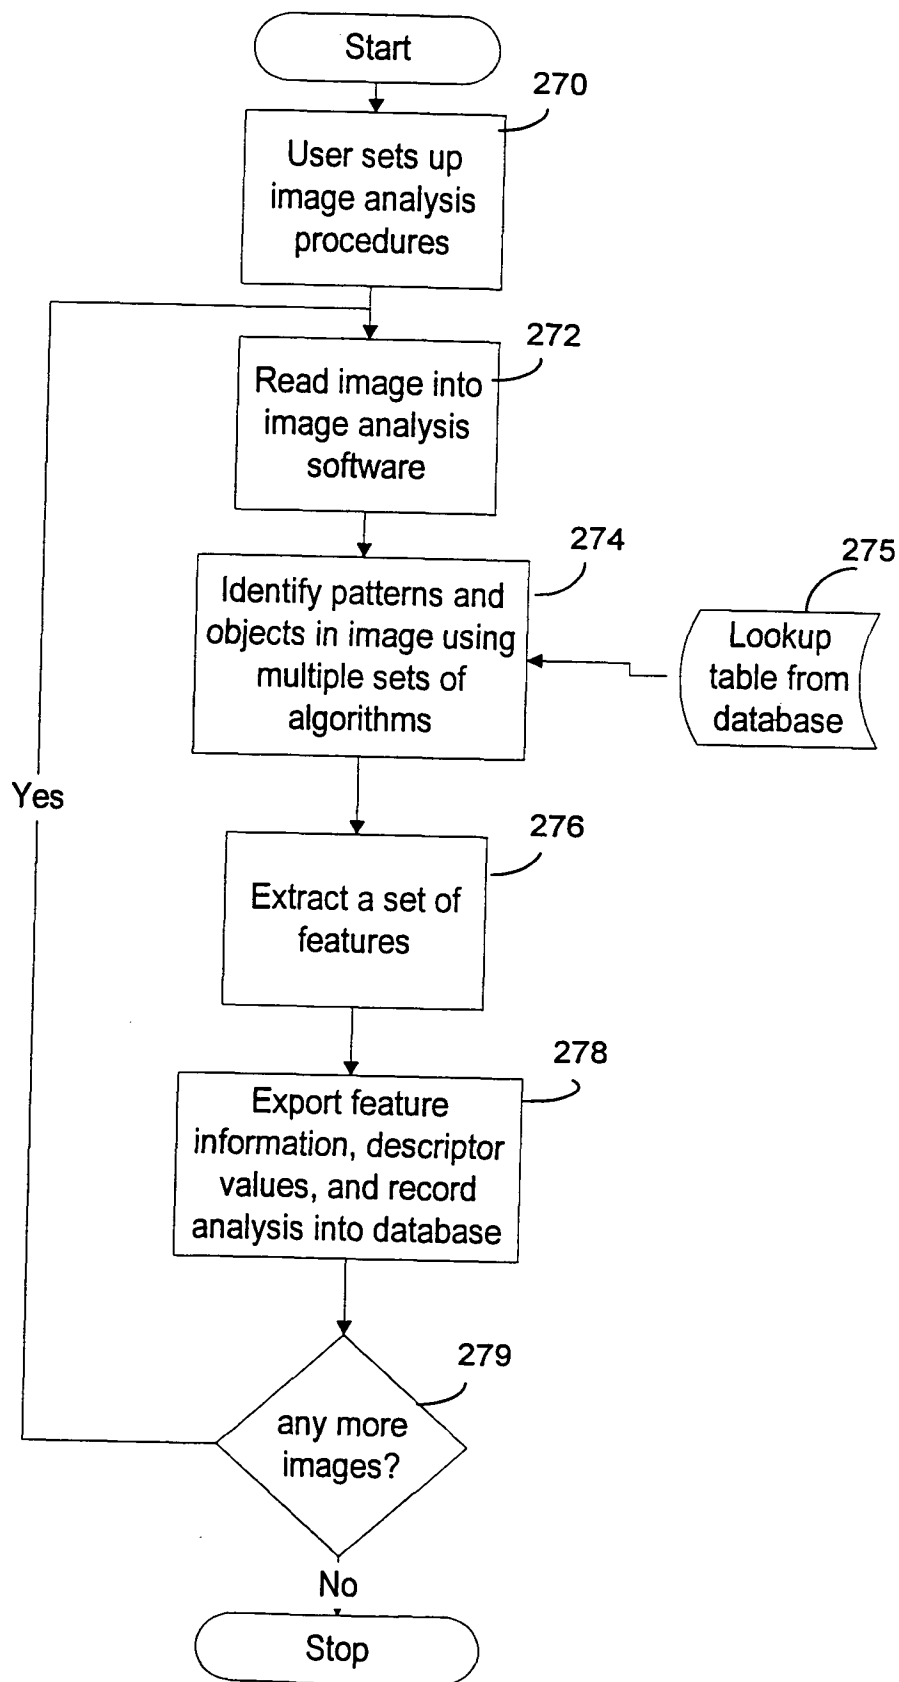 Start
270
User sets up
image analysis
procedures
272
Read image into
image analysis
software
274
Identify patterns and
objects in image using
multiple sets of
algorithms
275
Lookup
table from
database
Yes
276
Extract a set of
features
278
Export feature
information, descriptor
values, and record
analysis into database
279
any more
images?
No
Stop